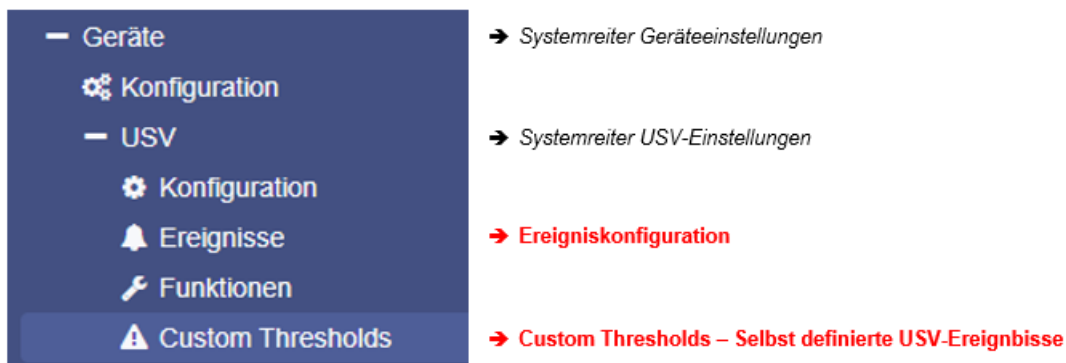 Geräte ➔ Systemreiter Geräteeinstellungen
Konfiguration
USV ➔ Systemreiter USV-Einstellungen
Konfiguration
Ereignisse ➔ Ereigniskonfiguration
Funktionen
Custom Thresholds ➔ Custom Thresholds – Selbst definierte USV-Ereignbisse